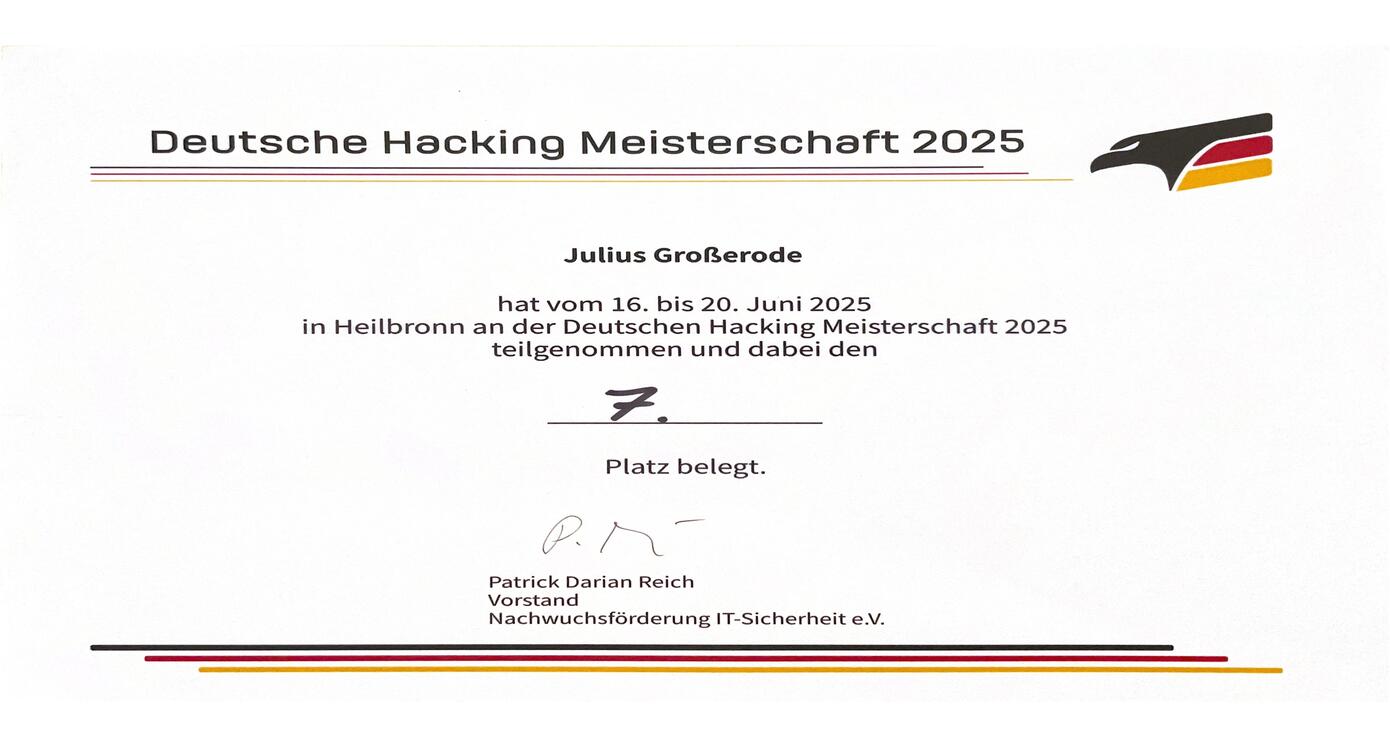 Deutsche Hacking Meisterschaft 2025
Julius Großerode
hat vom 16. bis 20. Juni 2025
in Heilbronn an der Deutschen Hacking Meisterschaft 2025
teilgenommen und dabei den
7.
Platz belegt.
Patrick Darian Reich
Vorstand
Nachwuchsförderung IT-Sicherheit e.V.